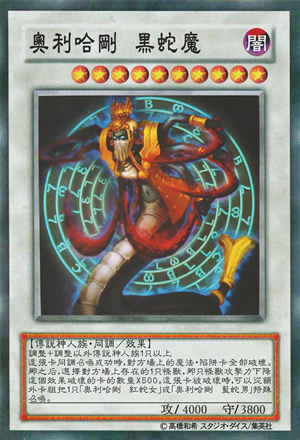 奧利哈剛 黑蛇魔
闇
【傳說神人族・同調／效果】
調整＋調整以外傳說神人族1只以上
這張卡同調召喚成功時，對方場上的魔法・陷阱卡全部破壞。
那之后，選擇對方場上存在的1只怪獸，那只怪獸攻擊力下降
這個效果破壞的卡的數量X500。這張卡被破壞時，可以從額
外卡組把1只「奧利哈剛 紅蛇女」或「奧利哈剛 藍蛇男」特殊
召喚。
攻／4000 守／3800
©高橋和希 スタジオ・ダイス/集英社